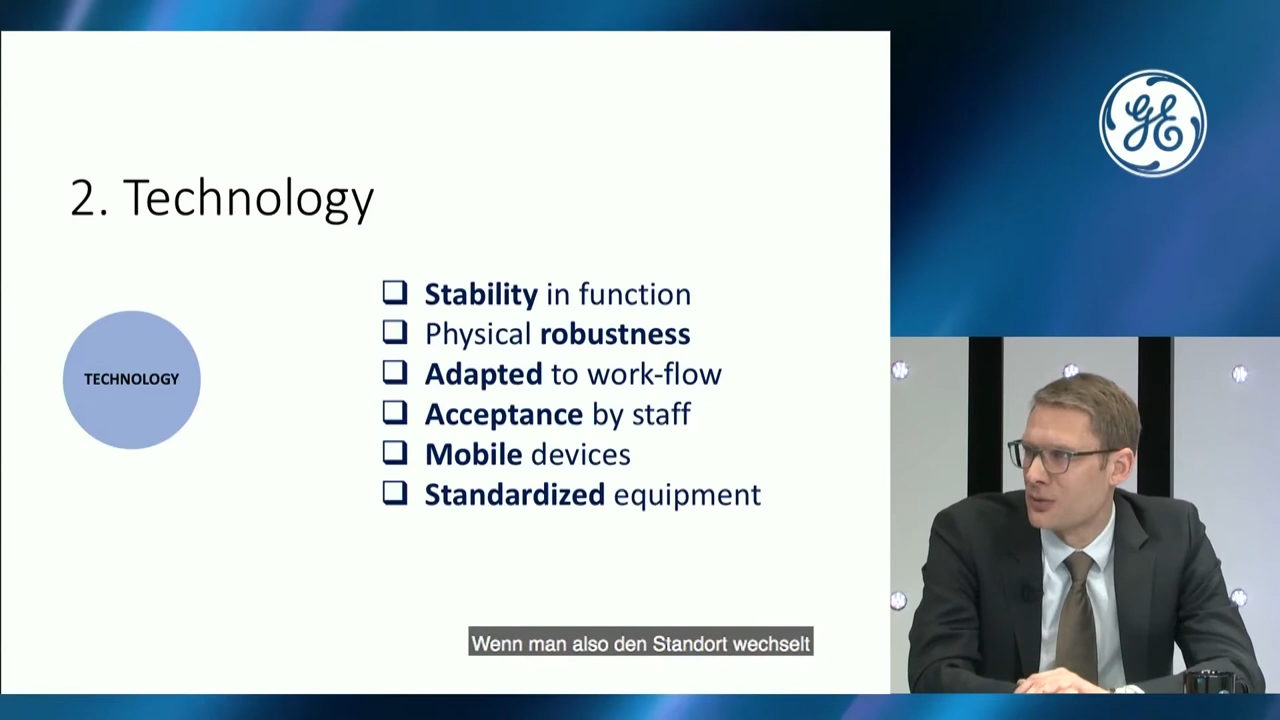 GE
2. Technology
TECHNOLOGY
❑ Stability in function
❑ Physical robustness
❑ Adapted to work-flow
❑ Acceptance by staff
❑ Mobile devices
❑ Standardized equipment
Wenn man also den Standort wechselt